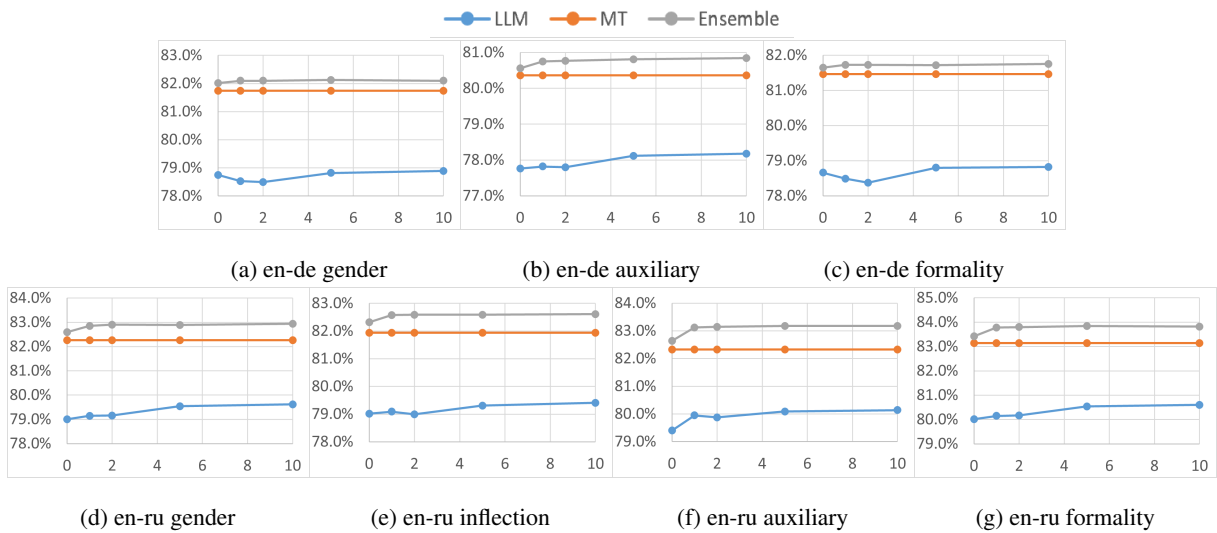 LLM MT Ensemble
83.0%
82.0%
81.0%
80.0%
79.0%
78.0%
0 2 4 6 8 10
81.0%
80.0%
79.0%
78.0%
77.0%
0 2 4 6 8 10
82.0%
81.0%
80.0%
79.0%
78.0%
0 2 4 6 8 10
(a) en-de gender
(b) en-de auxiliary
(c) en-de formality
84.0%
83.0%
82.0%
81.0%
80.0%
79.0%
78.0%
0 2 4 6 8 10
83.0%
82.0%
81.0%
80.0%
79.0%
78.0%
0 2 4 6 8 10
84.0%
83.0%
82.0%
81.0%
80.0%
79.0%
0 2 4 6 8 10
85.0%
84.0%
83.0%
82.0%
81.0%
80.0%
79.0%
0 2 4 6 8 10
(d) en-ru gender
(e) en-ru inflection
(f) en-ru auxiliary
(g) en-ru formality